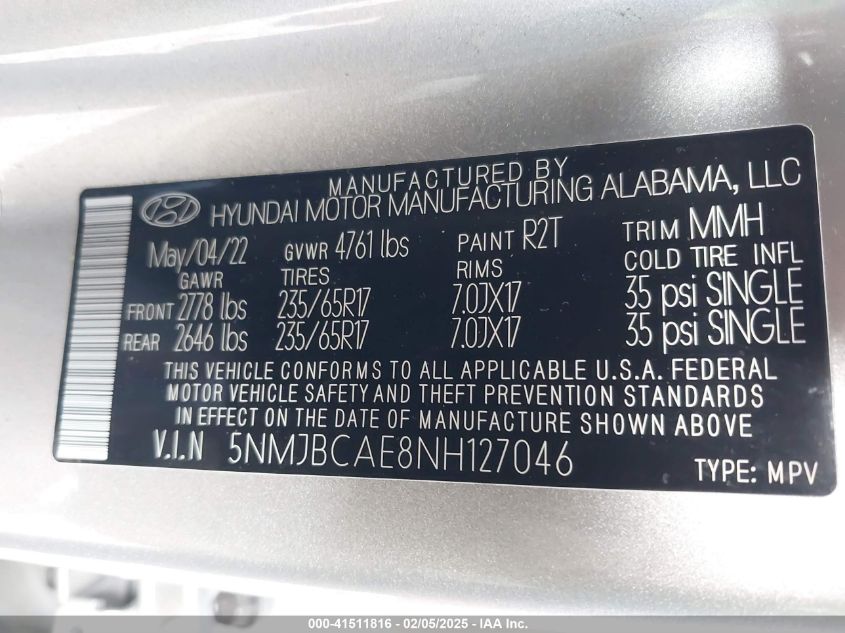 MANUFACTURED BY
HYUNDAI MOTOR MANUFACTURING ALABAMA, LLC
May/04/22 GVWR 4761 lbs PAINT R2T TRIM MMH
GAWR TIRES RIMS COLD TIRE INFL
FRONT 2778 lbs 235/65R17 7.0JX17 35 psi SINGLE
REAR 2646 lbs 235/65R17 7.0JX17 35 psi SINGLE
THIS VEHICLE CONFORMS TO ALL APPLICABLE U.S.A. FEDERAL
MOTOR VEHICLE SAFETY AND THEFT PREVENTION STANDARDS
IN EFFECT ON THE DATE OF MANUFACTURE SHOWN ABOVE
V.I.N 5NMJBCAE8NH127046
TYPE: MPV
000-41511816 - 02/05/2025 - COPYRIGHT IAA, Inc.